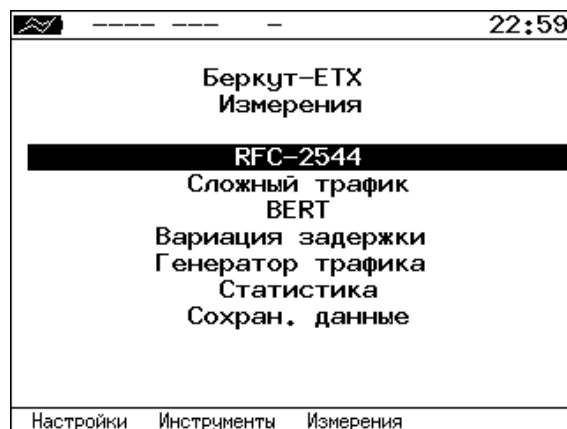 ---- --- - 22:59
Беркут-ETX
Измерения
RFC-2544
Сложный трафик
BERT
Вариация задержки
Генератор трафика
Статистика
Сохран. данные
Настройки Инструменты Измерения